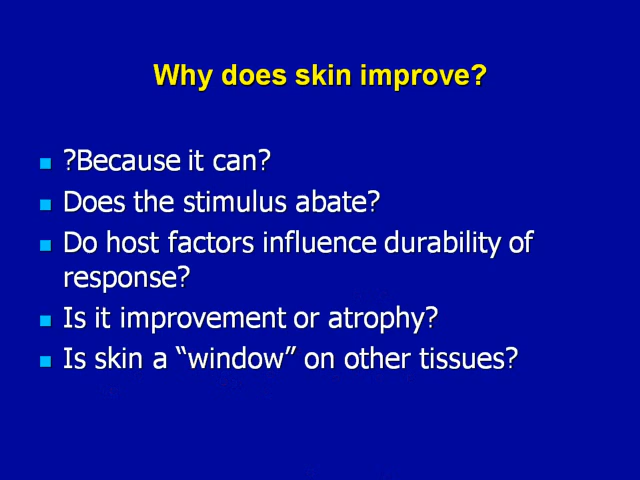 Why does skin improve?
?Because it can?
Does the stimulus abate?
Do host factors influence durability of
response?
Is it improvement or atrophy?
Is skin a “window” on other tissues?